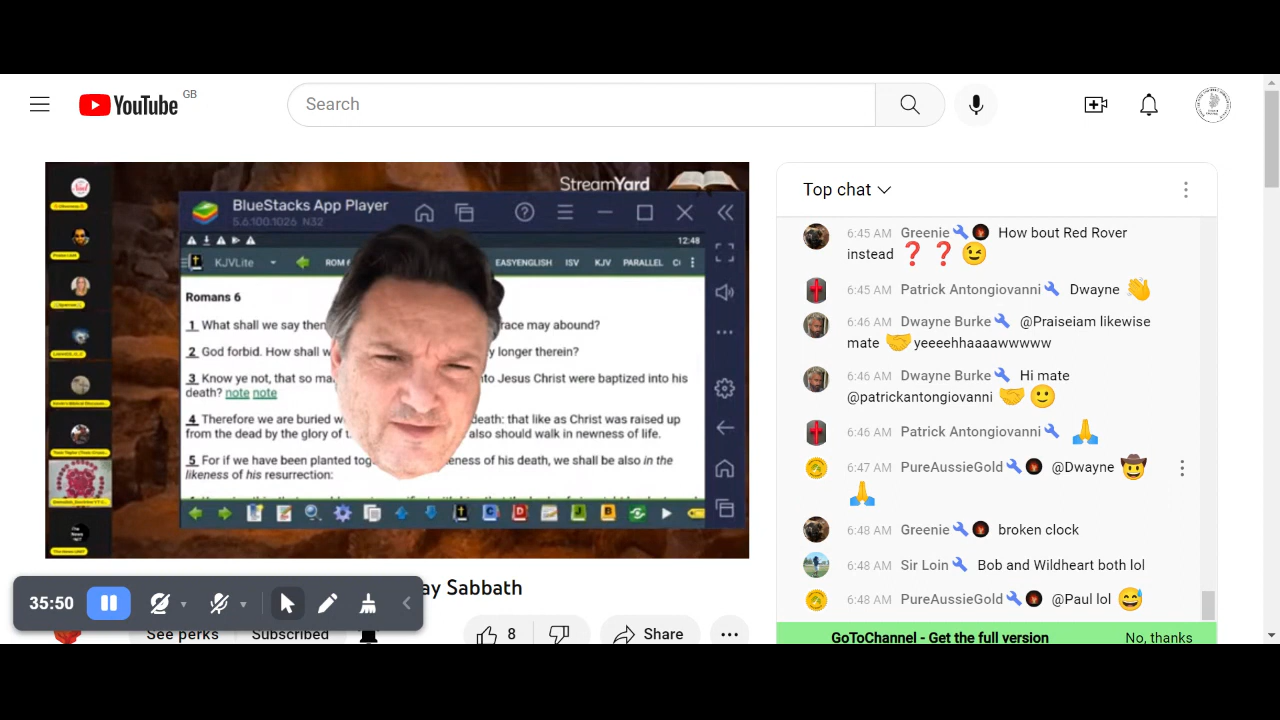 YouTube GB
Search
StreamYard
BlueStacks App Player
5.6.100.1026 N32
12:48
KJVLite
ROM
EASYENGLISH ISV KJV PARALLEL
Romans 6
1 What shall we say then race may abound?
2 God forbid. How shall w y longer therein?
3 Know ye not, that so ma to Jesus Christ were baptized into his
death? note note
4 Therefore we are buried w death: that like as Christ was raised up
from the dead by the glory of t also should walk in newness of life.
5 For if we have been planted tog eness of his death, we shall be also in the
likeness of his resurrection:
ay Sabbath
35:50
See perks
Subscribed
8
Share
Top chat
6:45 AM Greenie How bout Red Rover
instead ❓ ❓ 😉
6:45 AM Patrick Antongiovanni Dwayne 👋
6:46 AM Dwayne Burke @Praiseiam likewise
mate 🤝 yeeeehhaaaawwwww
6:46 AM Dwayne Burke Hi mate
@patrickantongiovanni 🤝 🙂
6:46 AM Patrick Antongiovanni 🙏
6:47 AM PureAussieGold @Dwayne 🤠
🙏
6:48 AM Greenie broken clock
6:48 AM Sir Loin Bob and Wildheart both lol
6:48 AM PureAussieGold @Paul lol 😅
GoToChannel - Get the full version
No, thanks